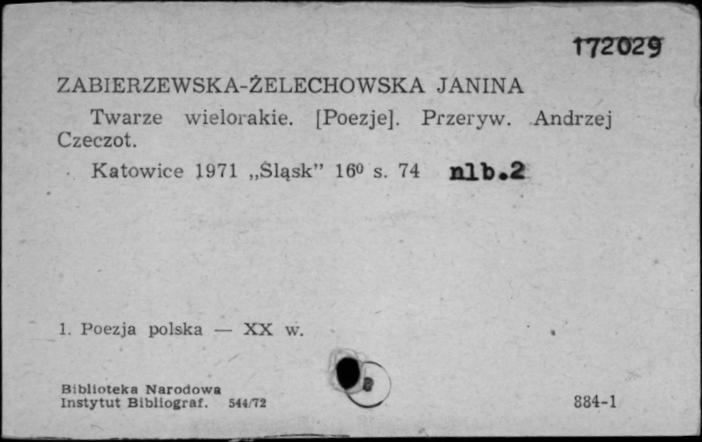 172029
ZABIERZEWSKA-ŻELECHOWSKA JANINA
Twarze wielorakie. [Poezje]. Przeryw. Andrzej
Czeczot.
Katowice 1971 „Śląsk” 16⁰ s. 74 nlb.2
1. Poezja polska — XX w.
Biblioteka Narodowa
Instytut Bibliograf. 544/72
884-1